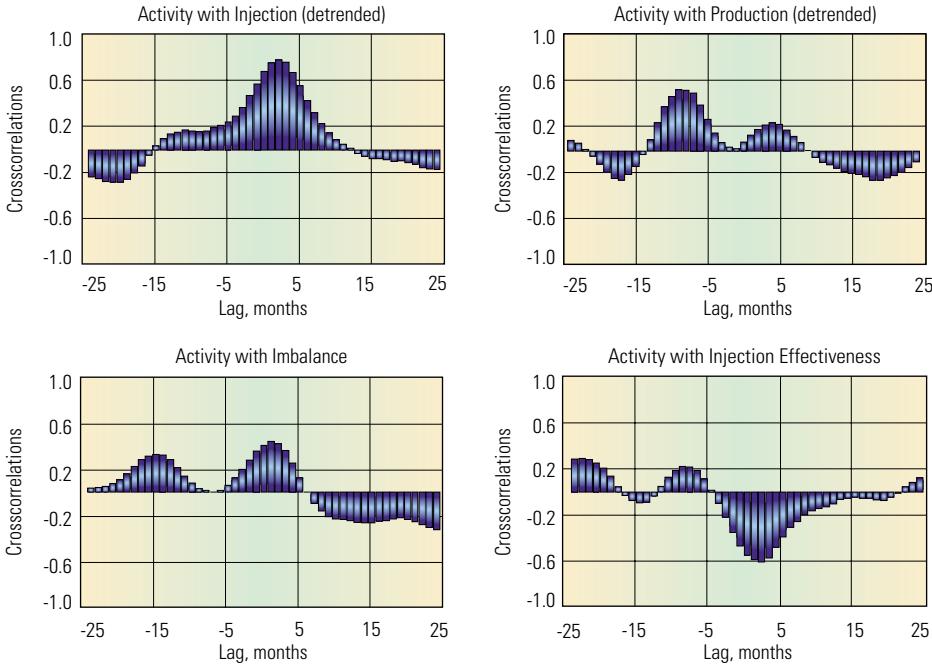 Activity with Injection (detrended)
Crosscorrelations
1.0
0.6
0.2
-0.2
-0.6
-1.0
-25 -15 -5 5 15 25
Lag, months
Activity with Production (detrended)
Crosscorrelations
1.0
0.6
0.2
-0.2
-0.6
-1.0
-25 -15 -5 5 15 25
Lag, months
Activity with Imbalance
Crosscorrelations
1.0
0.6
0.2
-0.2
-0.6
-1.0
-25 -15 -5 5 15 25
Lag, months
Activity with Injection Effectiveness
Crosscorrelations
1.0
0.6
0.2
-0.2
-0.6
-1.0
-25 -15 -5 5 15 25
Lag, months